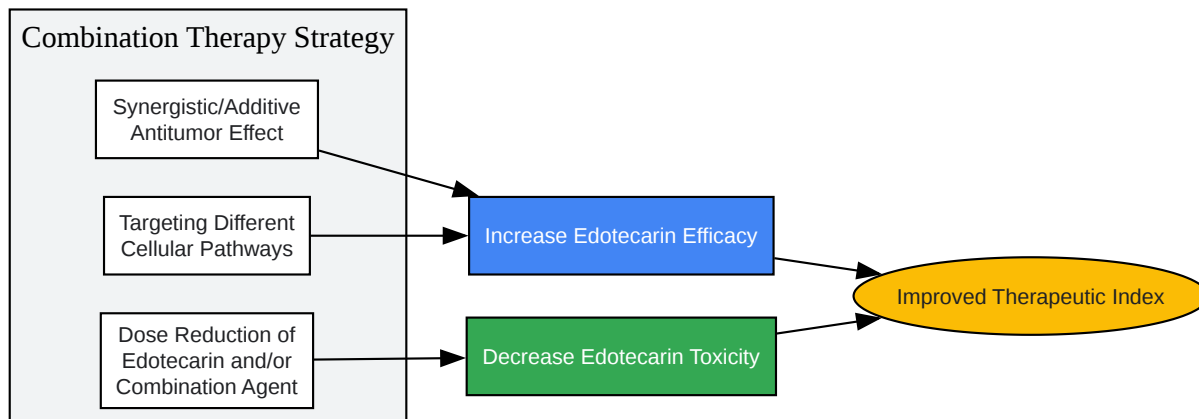 Combination Therapy Strategy
Synergistic/Additive
Antitumor Effect
Targeting Different
Cellular Pathways
Dose Reduction of
Edotecarin and/or
Combination Agent
Increase Edotecarin Efficacy
Decrease Edotecarin Toxicity
Improved Therapeutic Index